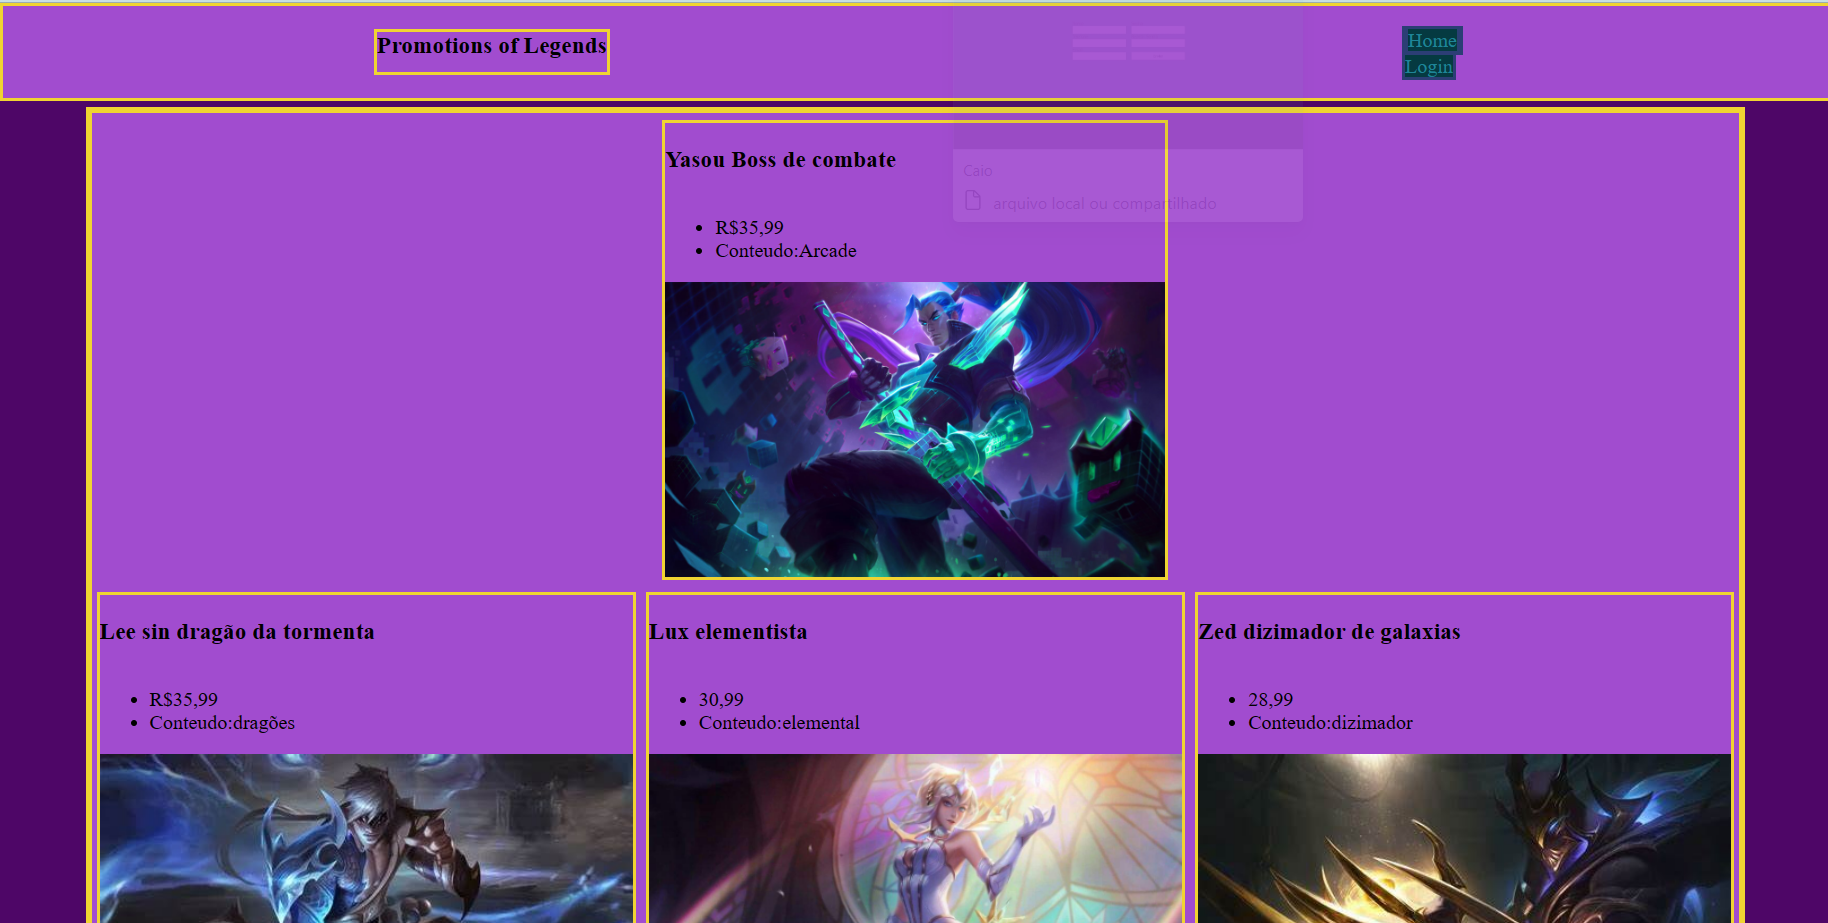 Promotions of Legends
Home
Login
Yasou Boss de combate
Caio
arquivo local ou compartilhado
R$35,99
Conteudo:Arcade
Lee sin dragão da tormenta
R$35,99
Conteudo:dragões
Lux elementista
30,99
Conteudo:elemental
Zed dizimador de galaxias
28,99
Conteudo:dizimador